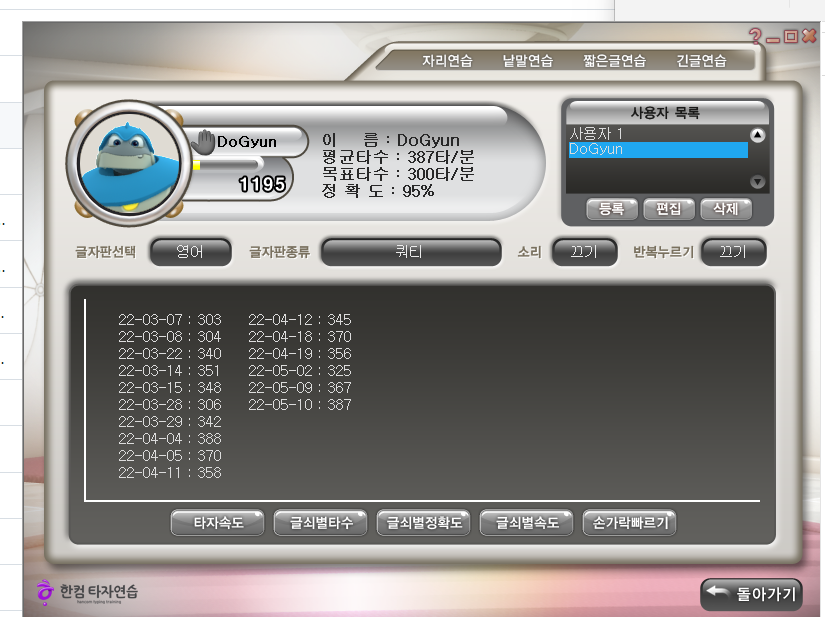 ?
자리연습 낱말연습 짧은글연습 긴글연습
DoGyun
1195
이 름 : DoGyun
평균타수 : 387타/분
목표타수 : 300타/분
정 확 도 : 95%
사용자 목록
사용자 1
DoGyun
등록 편집 삭제
글자판선택 영어 글자판종류 쿼티 소리 끄기 반복누르기 끄기
22-03-07 : 303 22-04-12 : 345
22-03-08 : 304 22-04-18 : 370
22-03-22 : 340 22-04-19 : 356
22-03-14 : 351 22-05-02 : 325
22-03-15 : 348 22-05-09 : 367
22-03-28 : 306 22-05-10 : 387
22-03-29 : 342
22-04-04 : 388
22-04-05 : 370
22-04-11 : 358
타자속도 글쇠별타수 글쇠별정확도 글쇠별속도 손가락빠르기
한컴 타자연습
돌아가기